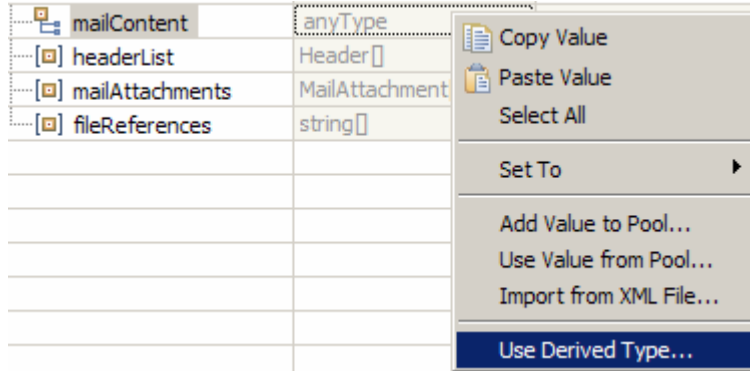 mailContent anyType
headerList Header[]
mailAttachments MailAttachment
fileReferences string[]
Copy Value
Paste Value
Select All
Set To
Add Value to Pool...
Use Value from Pool...
Import from XML File...
Use Derived Type...